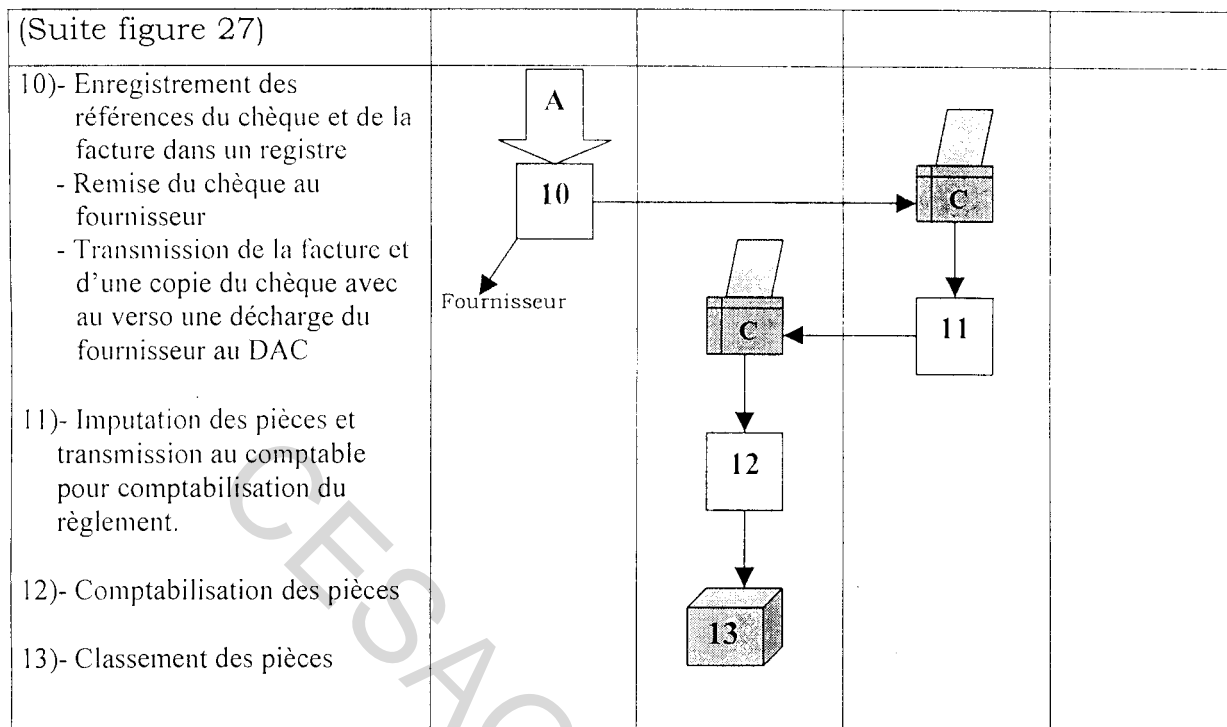 (Suite figure 27)
10)- Enregistrement des
références du chèque et de la
facture dans un registre
- Remise du chèque au
fournisseur
- Transmission de la facture et
d'une copie du chèque avec
au verso une décharge du
fournisseur au DAC
11)- Imputation des pièces et
transmission au comptable
pour comptabilisation du
règlement.
12)- Comptabilisation des pièces
13)- Classement des pièces
A
10
Fournisseur
C
11
C
12
13
CESAG